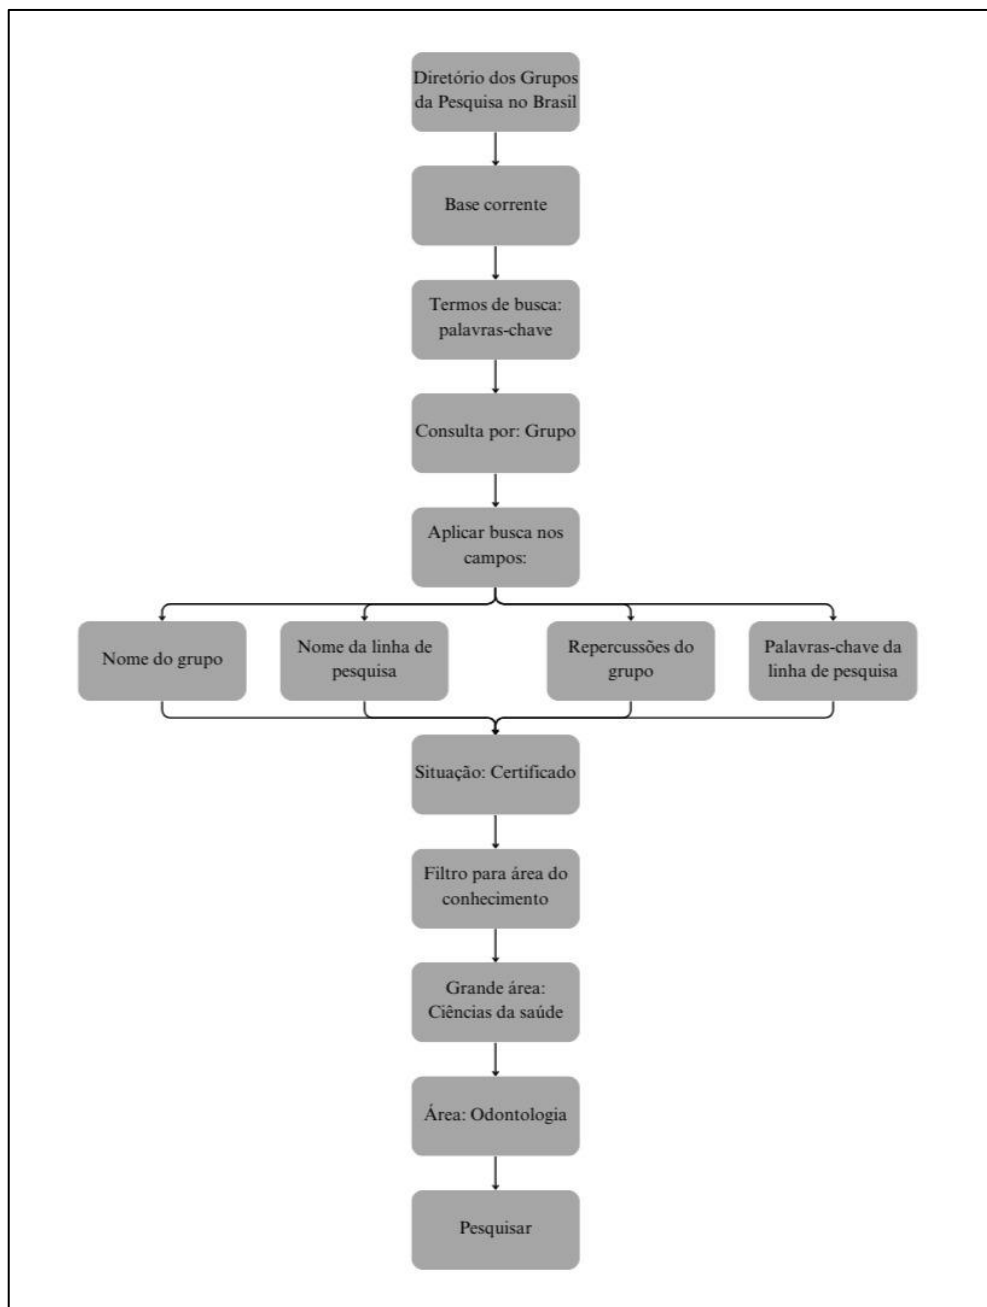 Diretório dos Grupos
da Pesquisa no Brasil
Base corrente
Termos de busca:
palavras-chave
Consulta por: Grupo
Aplicar busca nos
campos:
Nome do grupo
Nome da linha de
pesquisa
Repercussões do
grupo
Palavras-chave da
linha de pesquisa
Situação: Certificado
Filtro para área do
conhecimento
Grande área:
Ciências da saúde
Área: Odontologia
Pesquisar